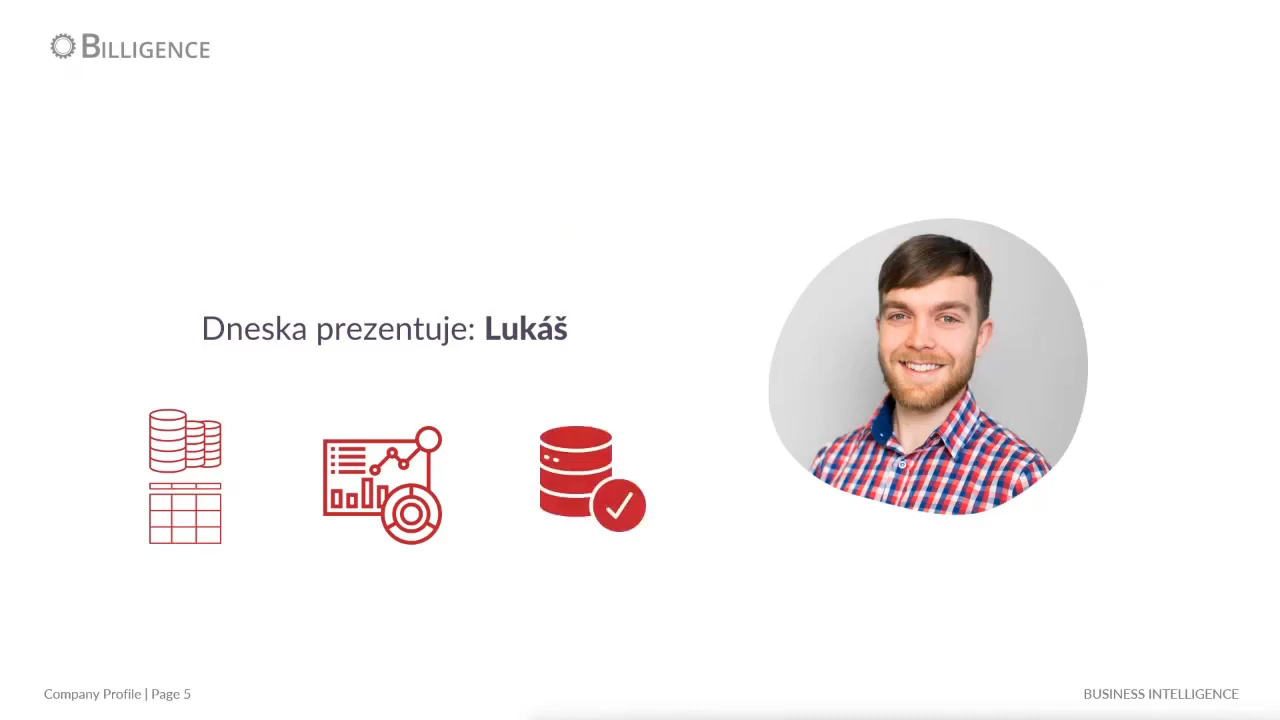 BILLIGENCE
Dneska prezentuje: Lukáš
Company Profile | Page 5
BUSINESS INTELLIGENCE